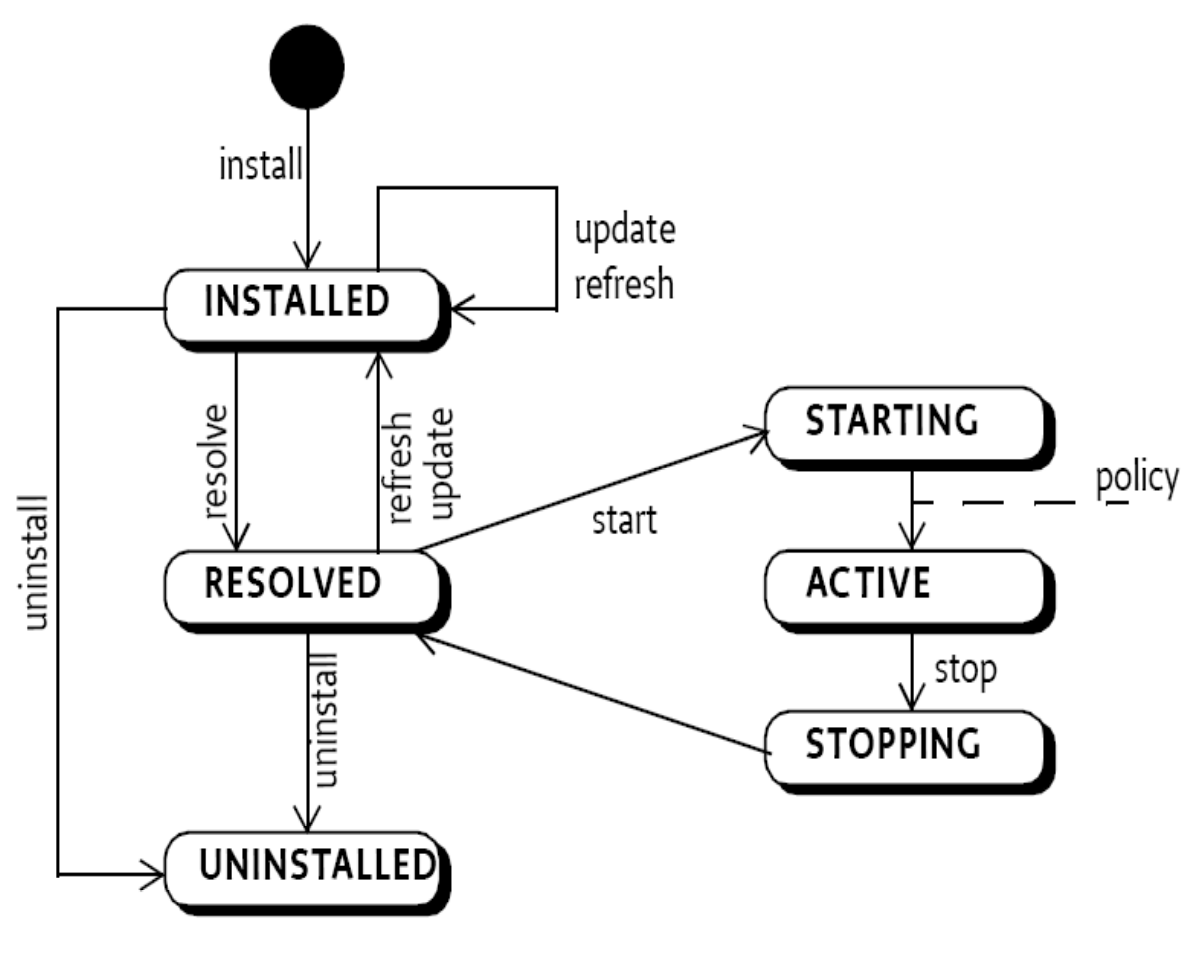 install
update
refresh
INSTALLED
resolve
refresh
update
STARTING
policy
start
uninstall
RESOLVED
ACTIVE
stop
uninstall
STOPPING
UNINSTALLED